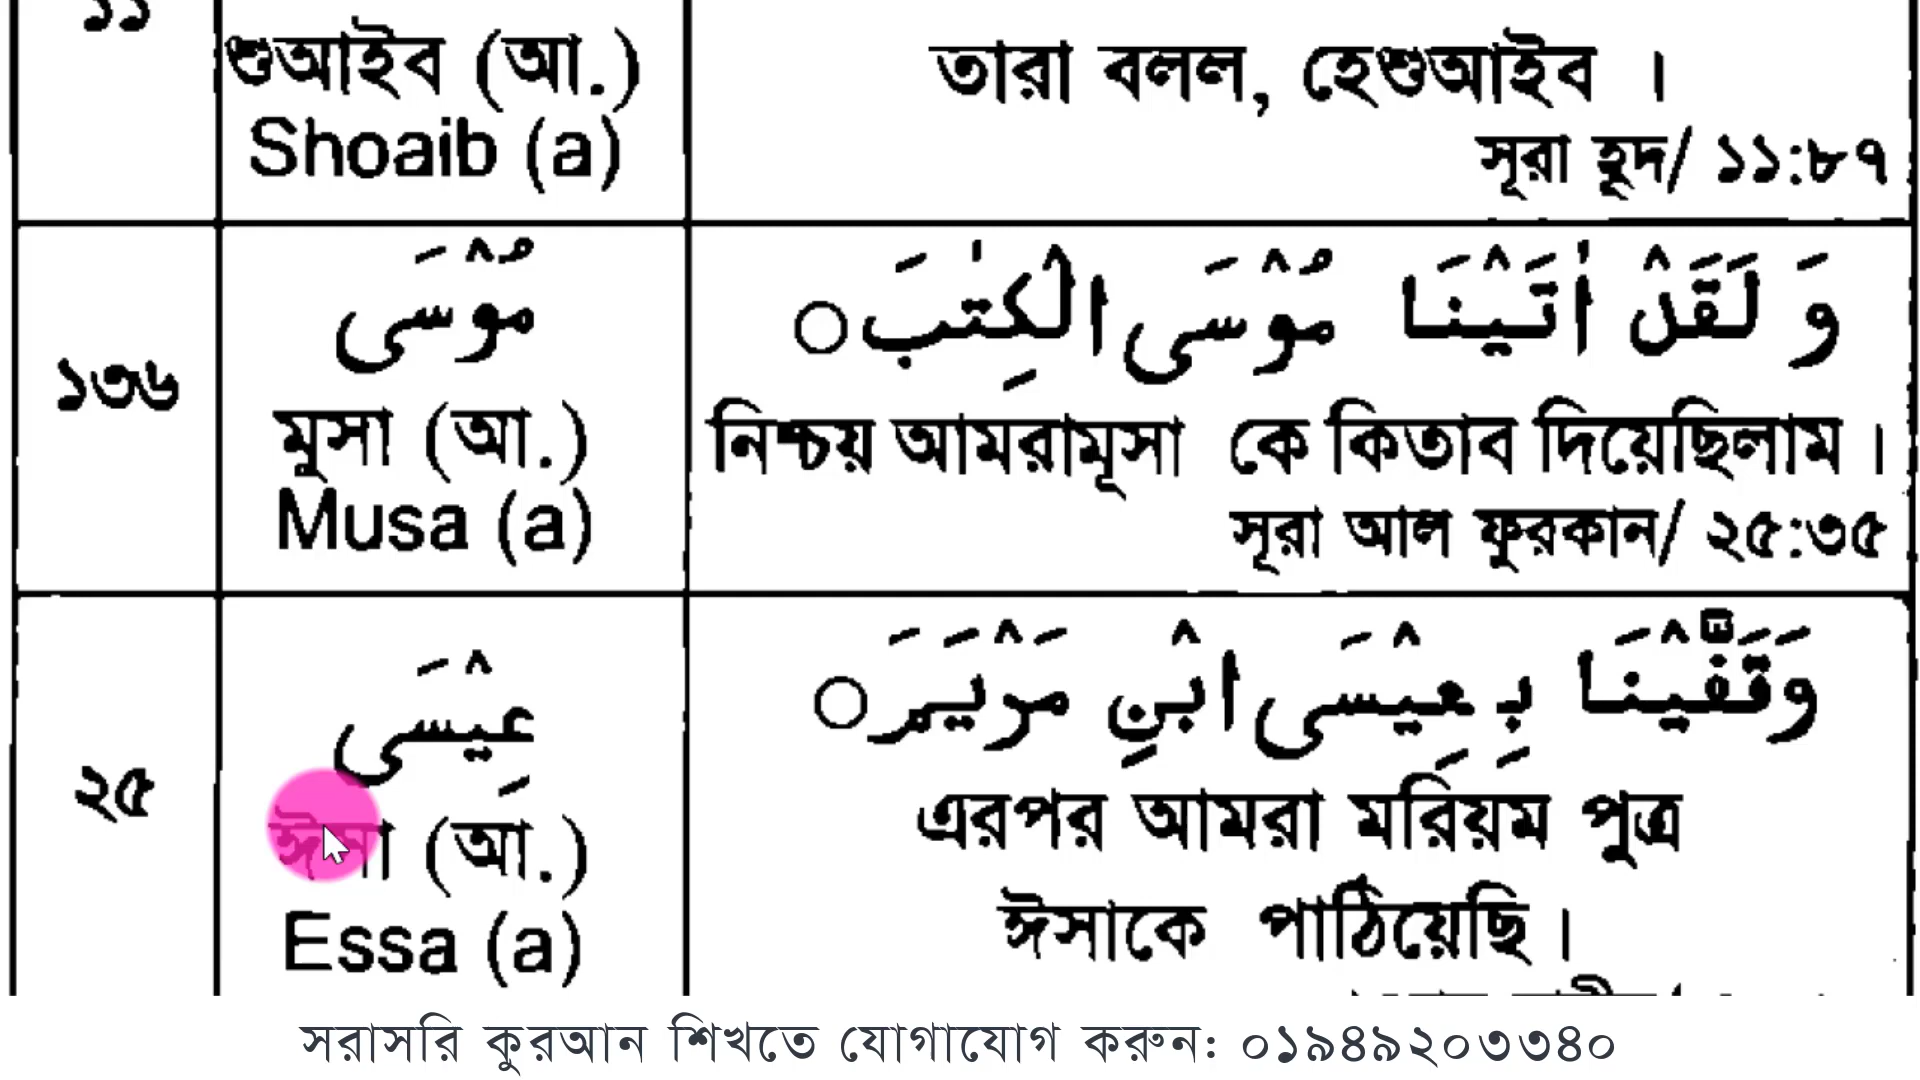 ১১
শুআইব (আ.)
Shoaib (a)
তারা বলল, হেশুআইব ।
সূরা হূদ/ ১১:৮৭
১৩৬
مُوْسَى
মূসা (আ.)
Musa (a)
وَ لَقَدْ اٰتَيْنَا مُوْسَى الْكِتٰبَ○
নিশ্চয় আমরামূসা কে কিতাব দিয়েছিলাম ।
সূরা আল ফুরকান/ ২৫:৩৫
২৫
عِيْسَى
ঈসা (আ.)
Essa (a)
وَقَفَّيْنَا بِعِيْسَى ابْنِ مَرْيَمَ○
এরপর আমরা মরিয়ম পুত্র
ঈসাকে পাঠিয়েছি ।
সরাসরি কুরআন শিখতে যোগাযোগ করুন: ০১৯৪৯২০৩৩৪০